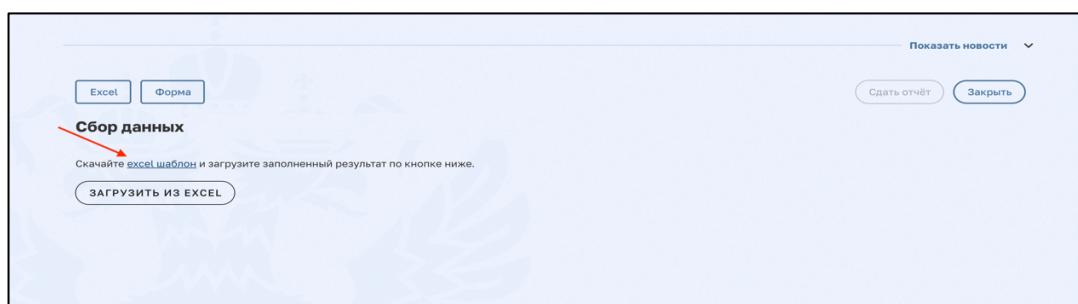 Показать новости
Excel Форма Сдать отчёт Закрыть
Сбор данных
Скачайте excel шаблон и загрузите заполненный результат по кнопке ниже.
ЗАГРУЗИТЬ ИЗ EXCEL